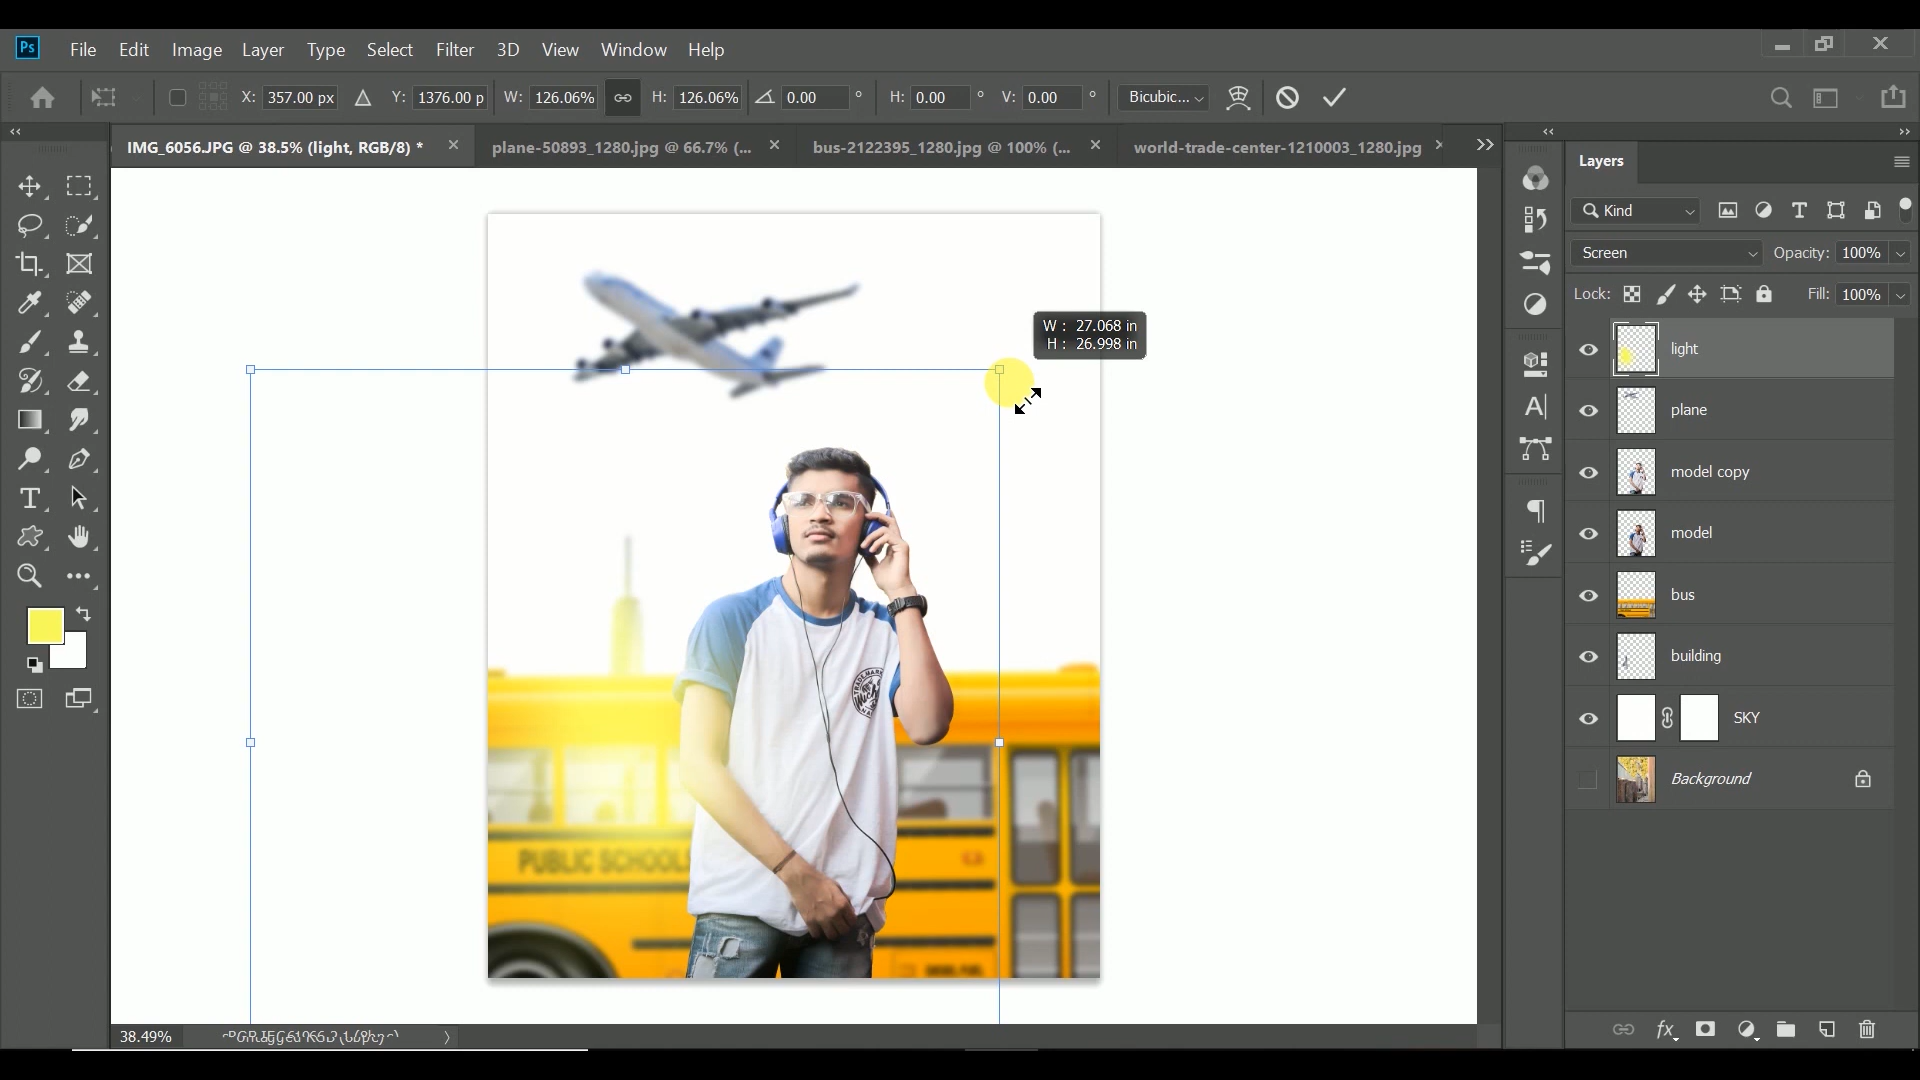 Ps File Edit Image Layer Type Select Filter 3D View Window Help
X: 357.00 px Y: 1376.00 p W: 126.06% H: 126.06% 0.00 ° H: 0.00 ° V: 0.00 ° Bicubic...
IMG_6056.JPG @ 38.5% (light, RGB/8) * plane-50893_1280.jpg @ 66.7% (... bus-2122395_1280.jpg @ 100% (... world-trade-center-1210003_1280.jpg
Layers
Kind
Screen Opacity: 100%
Lock: Fill: 100%
W : 27.068 in
H : 26.998 in
light
plane
model copy
model
bus
building
SKY
Background
TRADEMARK
PUBLIC SCHOOLS
38.49%